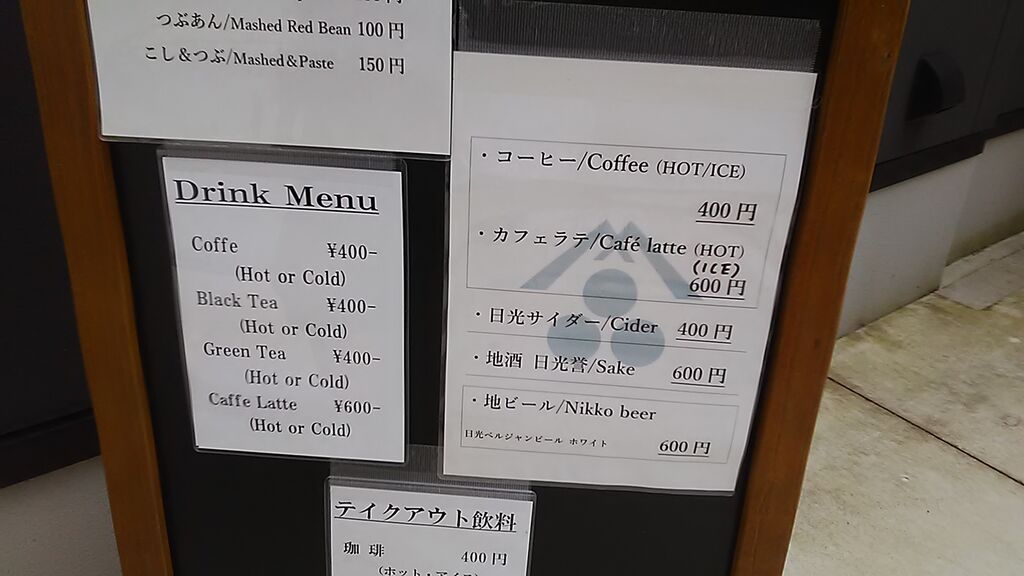 つぶあん/Mashed Red Bean 100円
こし&つぶ/Mashed&Paste 150円
Drink Menu
Coffe ¥400-
(Hot or Cold)
Black Tea ¥400-
(Hot or Cold)
Green Tea ¥400-
(Hot or Cold)
Caffe Latte ¥600-
(Hot or Cold)
・コーヒー/Coffee (HOT/ICE)
400円
・カフェラテ/Café latte (HOT)
(ICE)
600円
・日光サイダー/Cider 400円
・地酒 日光誉/Sake 600円
・地ビール/Nikko beer
日光ベルジャンビール ホワイト 600円
テイクアウト飲料
珈琲 400円
(ホット・アイス)